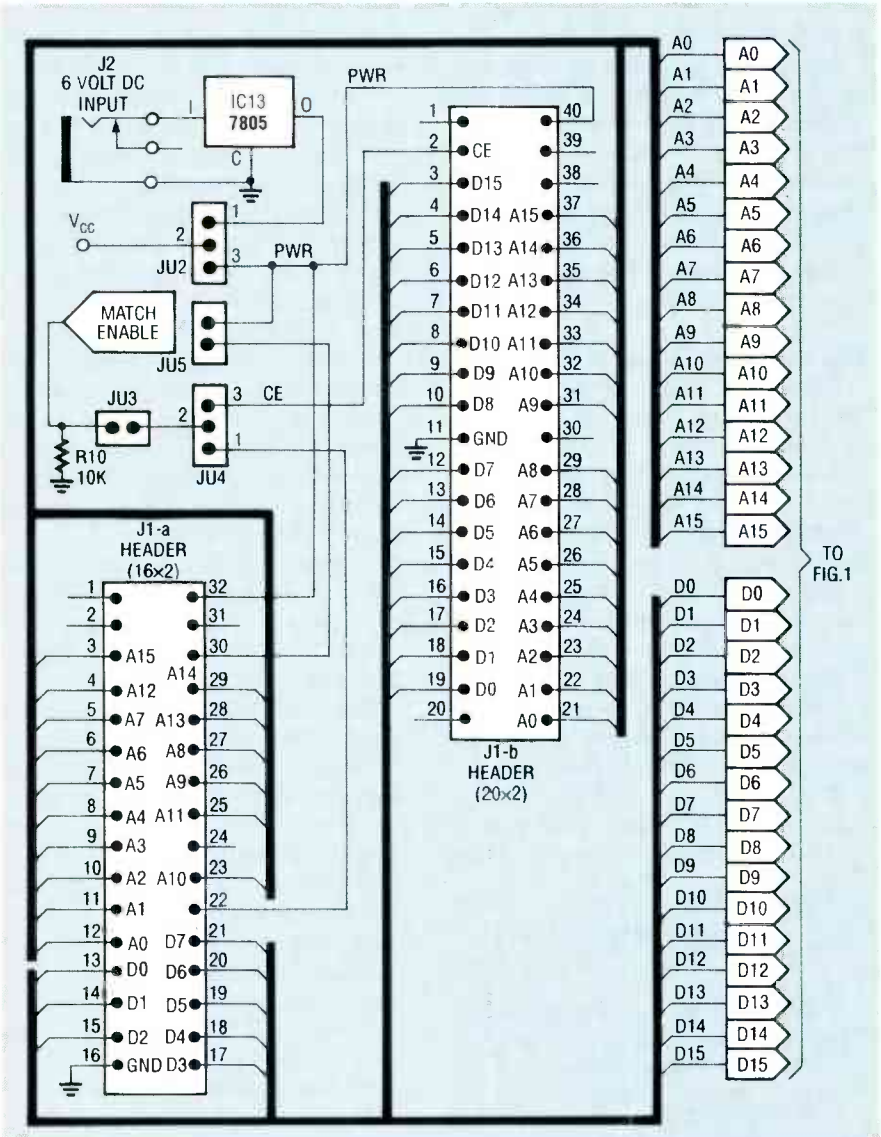 J2
6 VOLT DC
INPUT
I
IC13
7805
O
C
PWR
VCC
1
2
3
JU2
PWR
MATCH
ENABLE
JU5
JU3
2
3
1
CE
JU4
R10
10K
J1-a
HEADER
(16×2)
1 32
2 31
3 A15 30
4 A12 A14 29
5 A7 A13 28
6 A6 A8 27
7 A5 A9 26
8 A4 A11 25
9 A3 24
10 A2 A10 23
11 A1 22
12 A0 D7 21
13 D0 D6 20
14 D1 D5 19
15 D2 D4 18
16 GND D3 17
1 40
2 CE 39
3 D15 38
4 D14 A15 37
5 D13 A14 36
6 D12 A13 35
7 D11 A12 34
8 D10 A11 33
9 D9 A10 32
10 D8 A9 31
11 GND 30
12 D7 A8 29
13 D6 A7 28
14 D5 A6 27
15 D4 A5 26
16 D3 A4 25
17 D2 A3 24
18 D1 A2 23
19 D0 A1 22
20 A0 21
J1-b
HEADER
(20×2)
A0 A0
A1 A1
A2 A2
A3 A3
A4 A4
A5 A5
A6 A6
A7 A7
A8 A8
A9 A9
A10 A10
A11 A11
A12 A12
A13 A13
A14 A14
A15 A15
TO
FIG.1
D0 D0
D1 D1
D2 D2
D3 D3
D4 D4
D5 D5
D6 D6
D7 D7
D8 D8
D9 D9
D10 D10
D11 D11
D12 D12
D13 D13
D14 D14
D15 D15